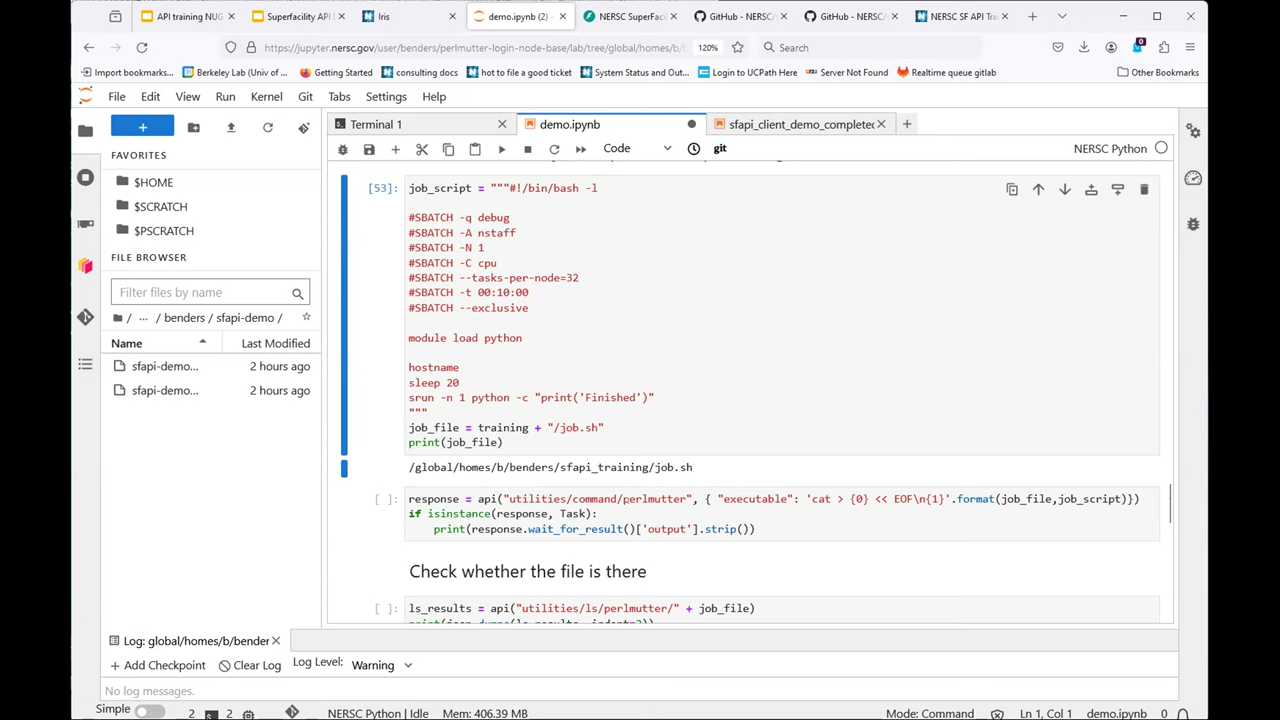 API training NUG
Superfacility API
Iris
demo.ipynb (2)
NERSC SuperFacil
GitHub - NERSC/
GitHub - NERSC/
NERSC SF API Tra
https://jupyter.nersc.gov/user/benders/perlmutter-login-node-base/lab/tree/global/homes/b/
120%
Search
Import bookmarks...
Berkeley Lab (Univ of ...
Getting Started
consulting docs
hot to file a good ticket
System Status and Out...
Login to UCPath Here
Server Not Found
Realtime queue gitlab
Other Bookmarks
File Edit View Run Kernel Git Tabs Settings Help
Terminal 1
demo.ipynb
sfapi_client_demo_completed
FAVORITES
$HOME
$SCRATCH
$PSCRATCH
FILE BROWSER
Filter files by name
/ ... / benders / sfapi-demo /
Name Last Modified
sfapi-demo... 2 hours ago
sfapi-demo... 2 hours ago
Code
git
NERSC Python
[53]:
job_script = """#!/bin/bash -l
#SBATCH -q debug
#SBATCH -A nstaff
#SBATCH -N 1
#SBATCH -C cpu
#SBATCH --tasks-per-node=32
#SBATCH -t 00:10:00
#SBATCH --exclusive
module load python
hostname
sleep 20
srun -n 1 python -c "print('Finished')"
"""
job_file = training + "/job.sh"
print(job_file)
/global/homes/b/benders/sfapi_training/job.sh
[ ]:
response = api("utilities/command/perlmutter", { "executable": 'cat > {0} << EOF\n{1}'.format(job_file,job_script)})
if isinstance(response, Task):
print(response.wait_for_result()['output'].strip())
Check whether the file is there
[ ]:
ls_results = api("utilities/ls/perlmutter/" + job_file)
Log: global/homes/b/bender
+ Add Checkpoint
Clear Log
Log Level:
Warning
No log messages.
Simple
2
2
NERSC Python | Idle
Mem: 406.39 MB
Mode: Command
Ln 1, Col 1
demo.ipynb
0